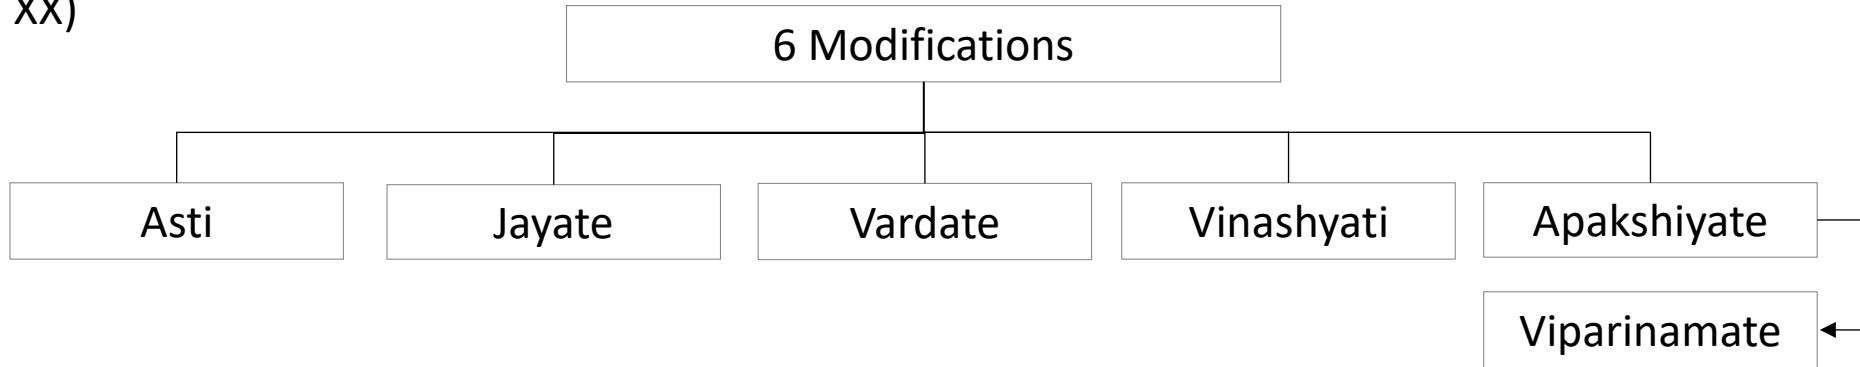 XX)
6 Modifications
Asti
Jayate
Vardate
Vinashyati
Apakshiyate
Viparinamate